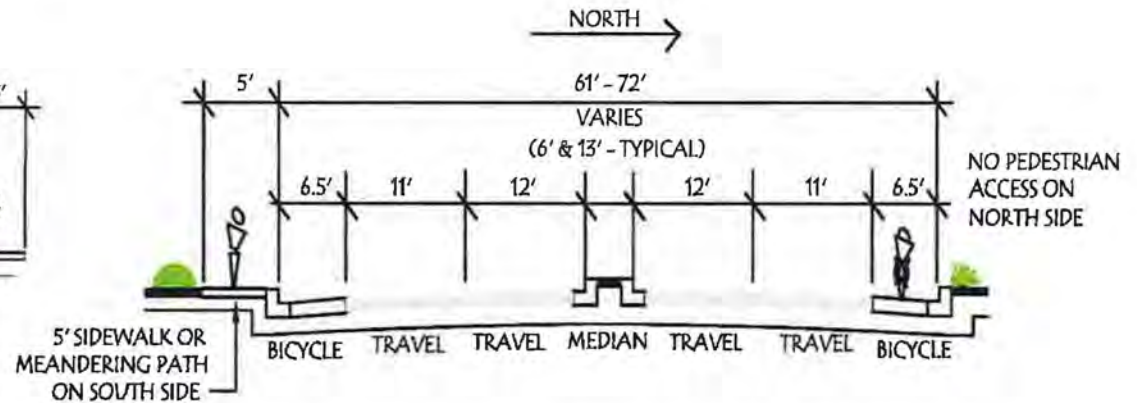 NORTH
5'
61' - 72'
VARIES
(6' & 13' - TYPICAL)
6.5'
11'
12'
12'
11'
6.5'
NO PEDESTRIAN
ACCESS ON
NORTH SIDE
5' SIDEWALK OR
MEANDERING PATH
ON SOUTH SIDE
BICYCLE
TRAVEL
TRAVEL
MEDIAN
TRAVEL
TRAVEL
BICYCLE